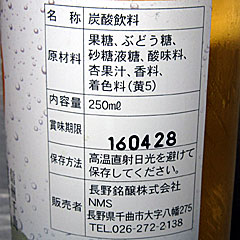 名称 炭酸飲料
原材料 果糖、ぶどう糖、
砂糖液糖、酸味料、
杏果汁、香料、
着色料(黄5)
内容量 250mℓ
賞味期限 160428
保存方法 高温直射日光を避けて
保存してください。
販売者 長野銘醸株式会社
NMS
長野県千曲市大字八幡275
TEL.026-272-2138